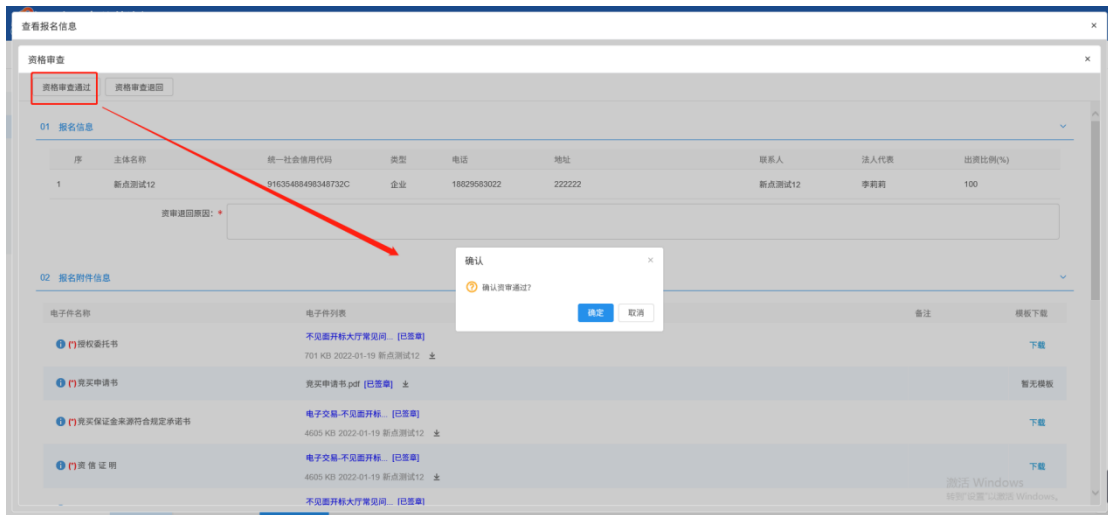 查看报名信息 ×
资格审查 ×
资格审查通过 资格审查退回
01 报名信息
序 主体名称 统一社会信用代码 类型 电话 地址 联系人 法人代表 出资比例(%)
1 新点测试12 91635488498348732C 企业 18829583022 222222 新点测试12 李莉莉 100
资审退回原因: *
确认 ×
确认资审通过?
确定 取消
02 报名附件信息
电子件名称 电子件列表 备注 模板下载
(*)授权委托书 不见面开标大厅常见问... [已签章] 下载
701 KB 2022-01-19 新点测试12
(*)竞买申请书 竞买申请书.pdf [已签章] 暂无模板
(*)竞买保证金来源符合规定承诺书 电子交易-不见面开标... [已签章] 下载
4605 KB 2022-01-19 新点测试12
(*)资 信 证 明 电子交易-不见面开标... [已签章] 下载
4605 KB 2022-01-19 新点测试12
激活 Windows
转到"设置"以激活 Windows。
不见面开标大厅常见问... [已签章]